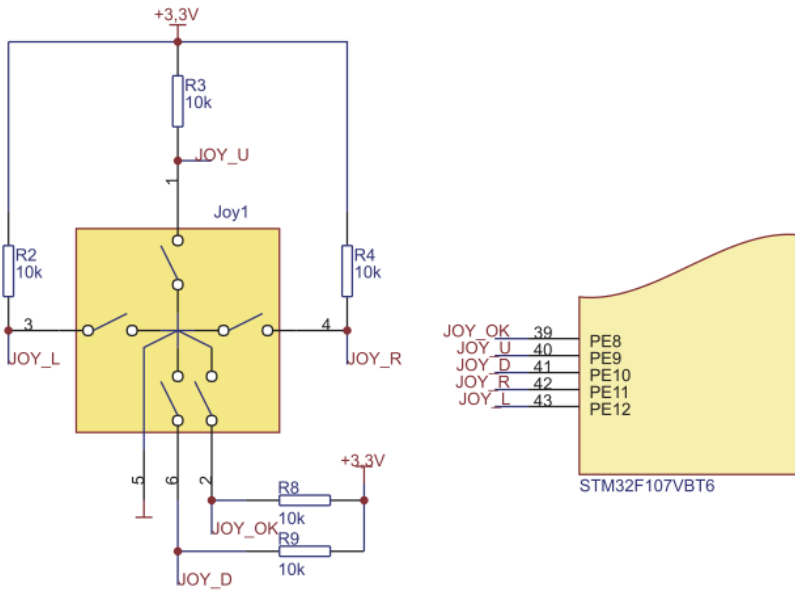 +3,3V
R3
10k
JOY_U
1
Joy1
R2
10k
R4
10k
3
4
JOY_L
JOY_R
5
6
2
+3,3V
R8
10k
JOY_OK
R9
10k
JOY_D
JOY_OK 39 PE8
JOY_U 40 PE9
JOY_D 41 PE10
JOY_R 42 PE11
JOY_L 43 PE12
STM32F107VBT6